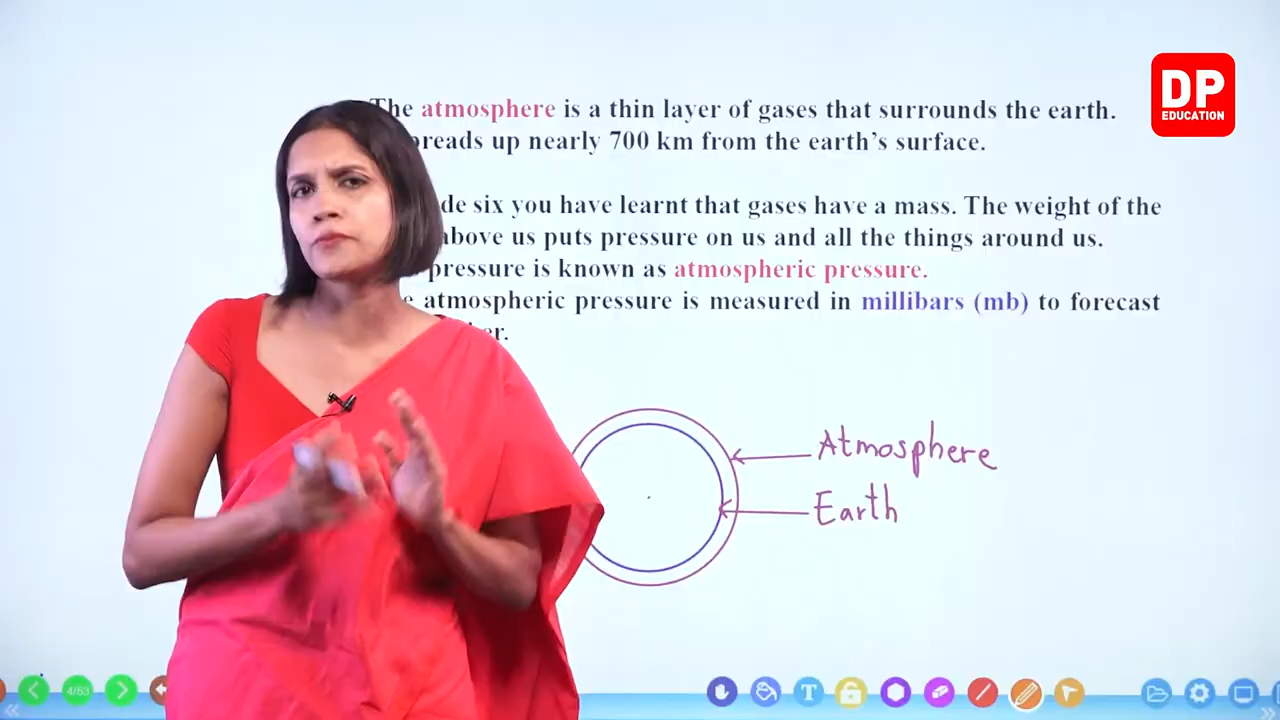 The atmosphere is a thin layer of gases that surrounds the earth.
preads up nearly 700 km from the earth's surface.
de six you have learnt that gases have a mass. The weight of the
above us puts pressure on us and all the things around us.
pressure is known as atmospheric pressure.
atmospheric pressure is measured in millibars (mb) to forecast
Atmosphere
Earth
DP
EDUCATION
4/53
T